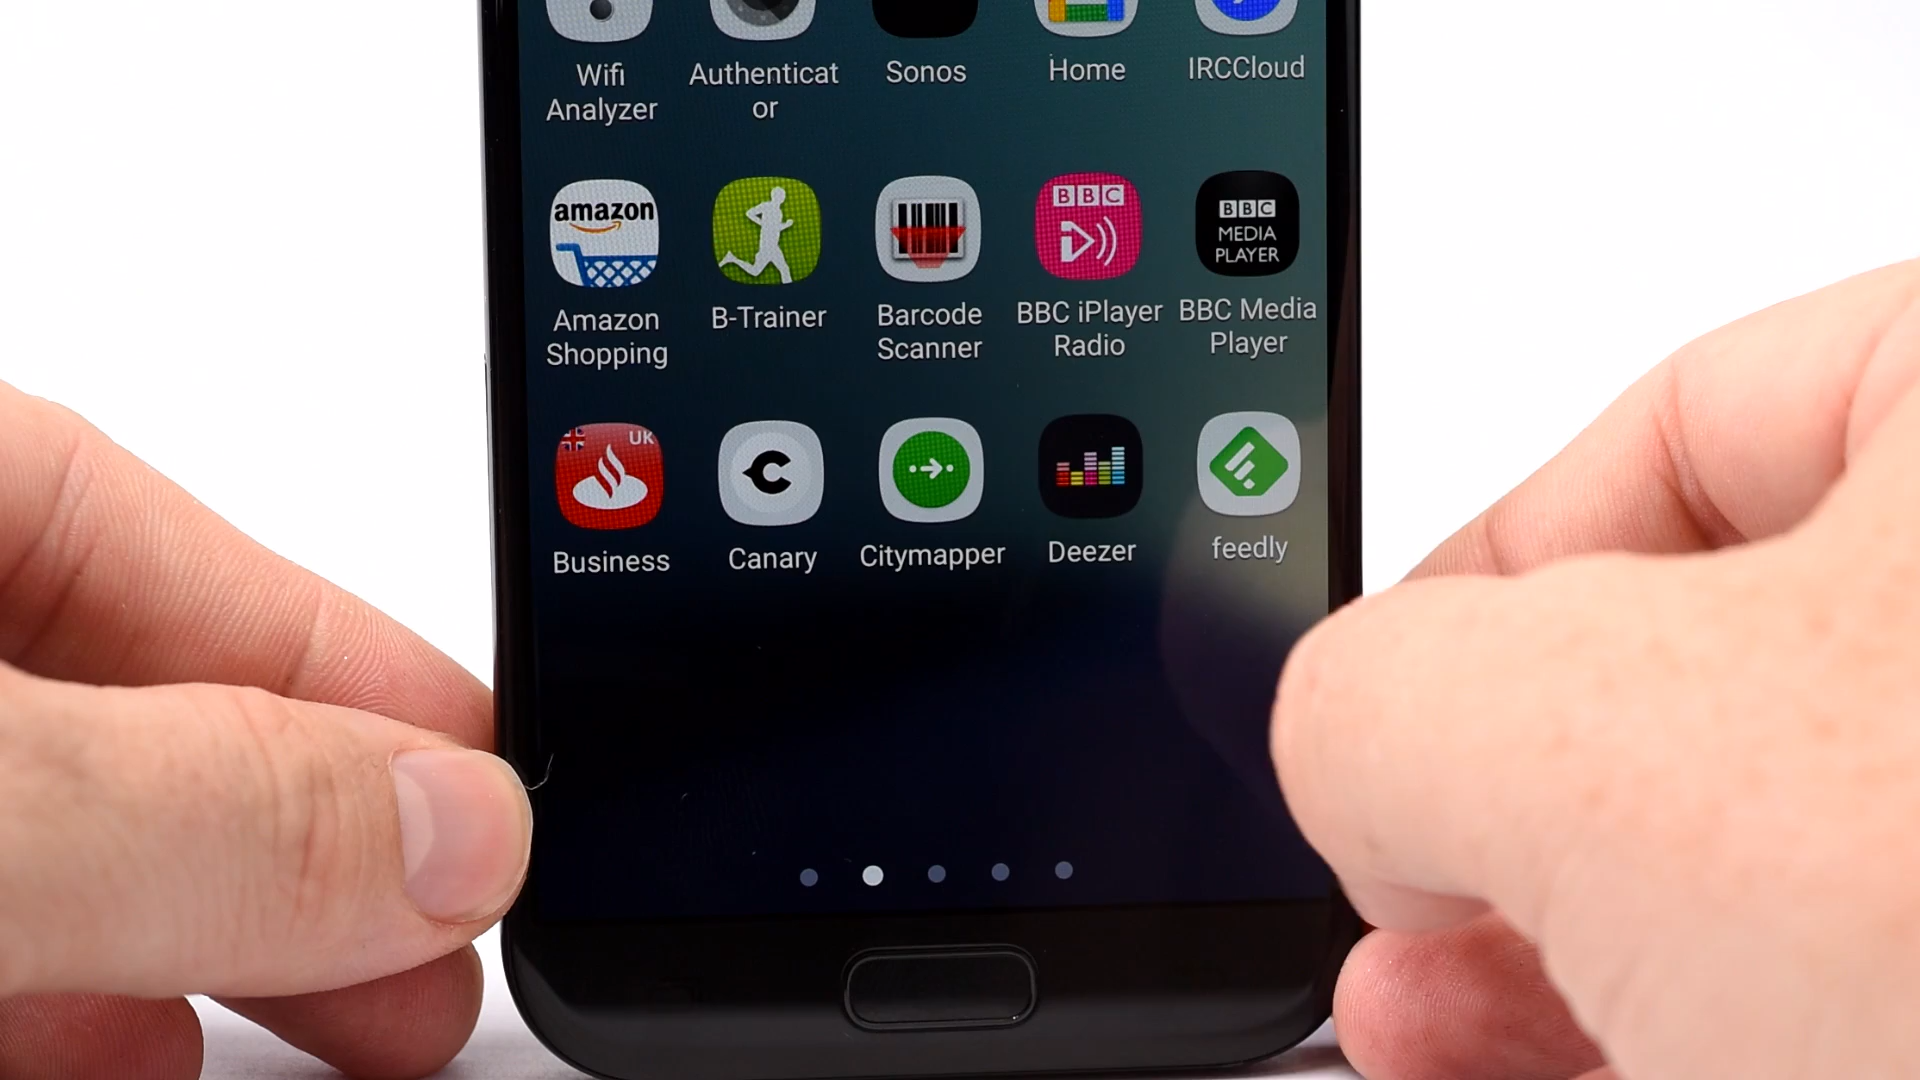 Wifi
Analyzer
Authenticat
or
Sonos
Home
IRCCloud
amazon
BBC
BBC
MEDIA
PLAYER
Amazon
Shopping
B-Trainer
Barcode
Scanner
BBC iPlayer
Radio
BBC Media
Player
UK
Business
Canary
Citymapper
Deezer
feedly